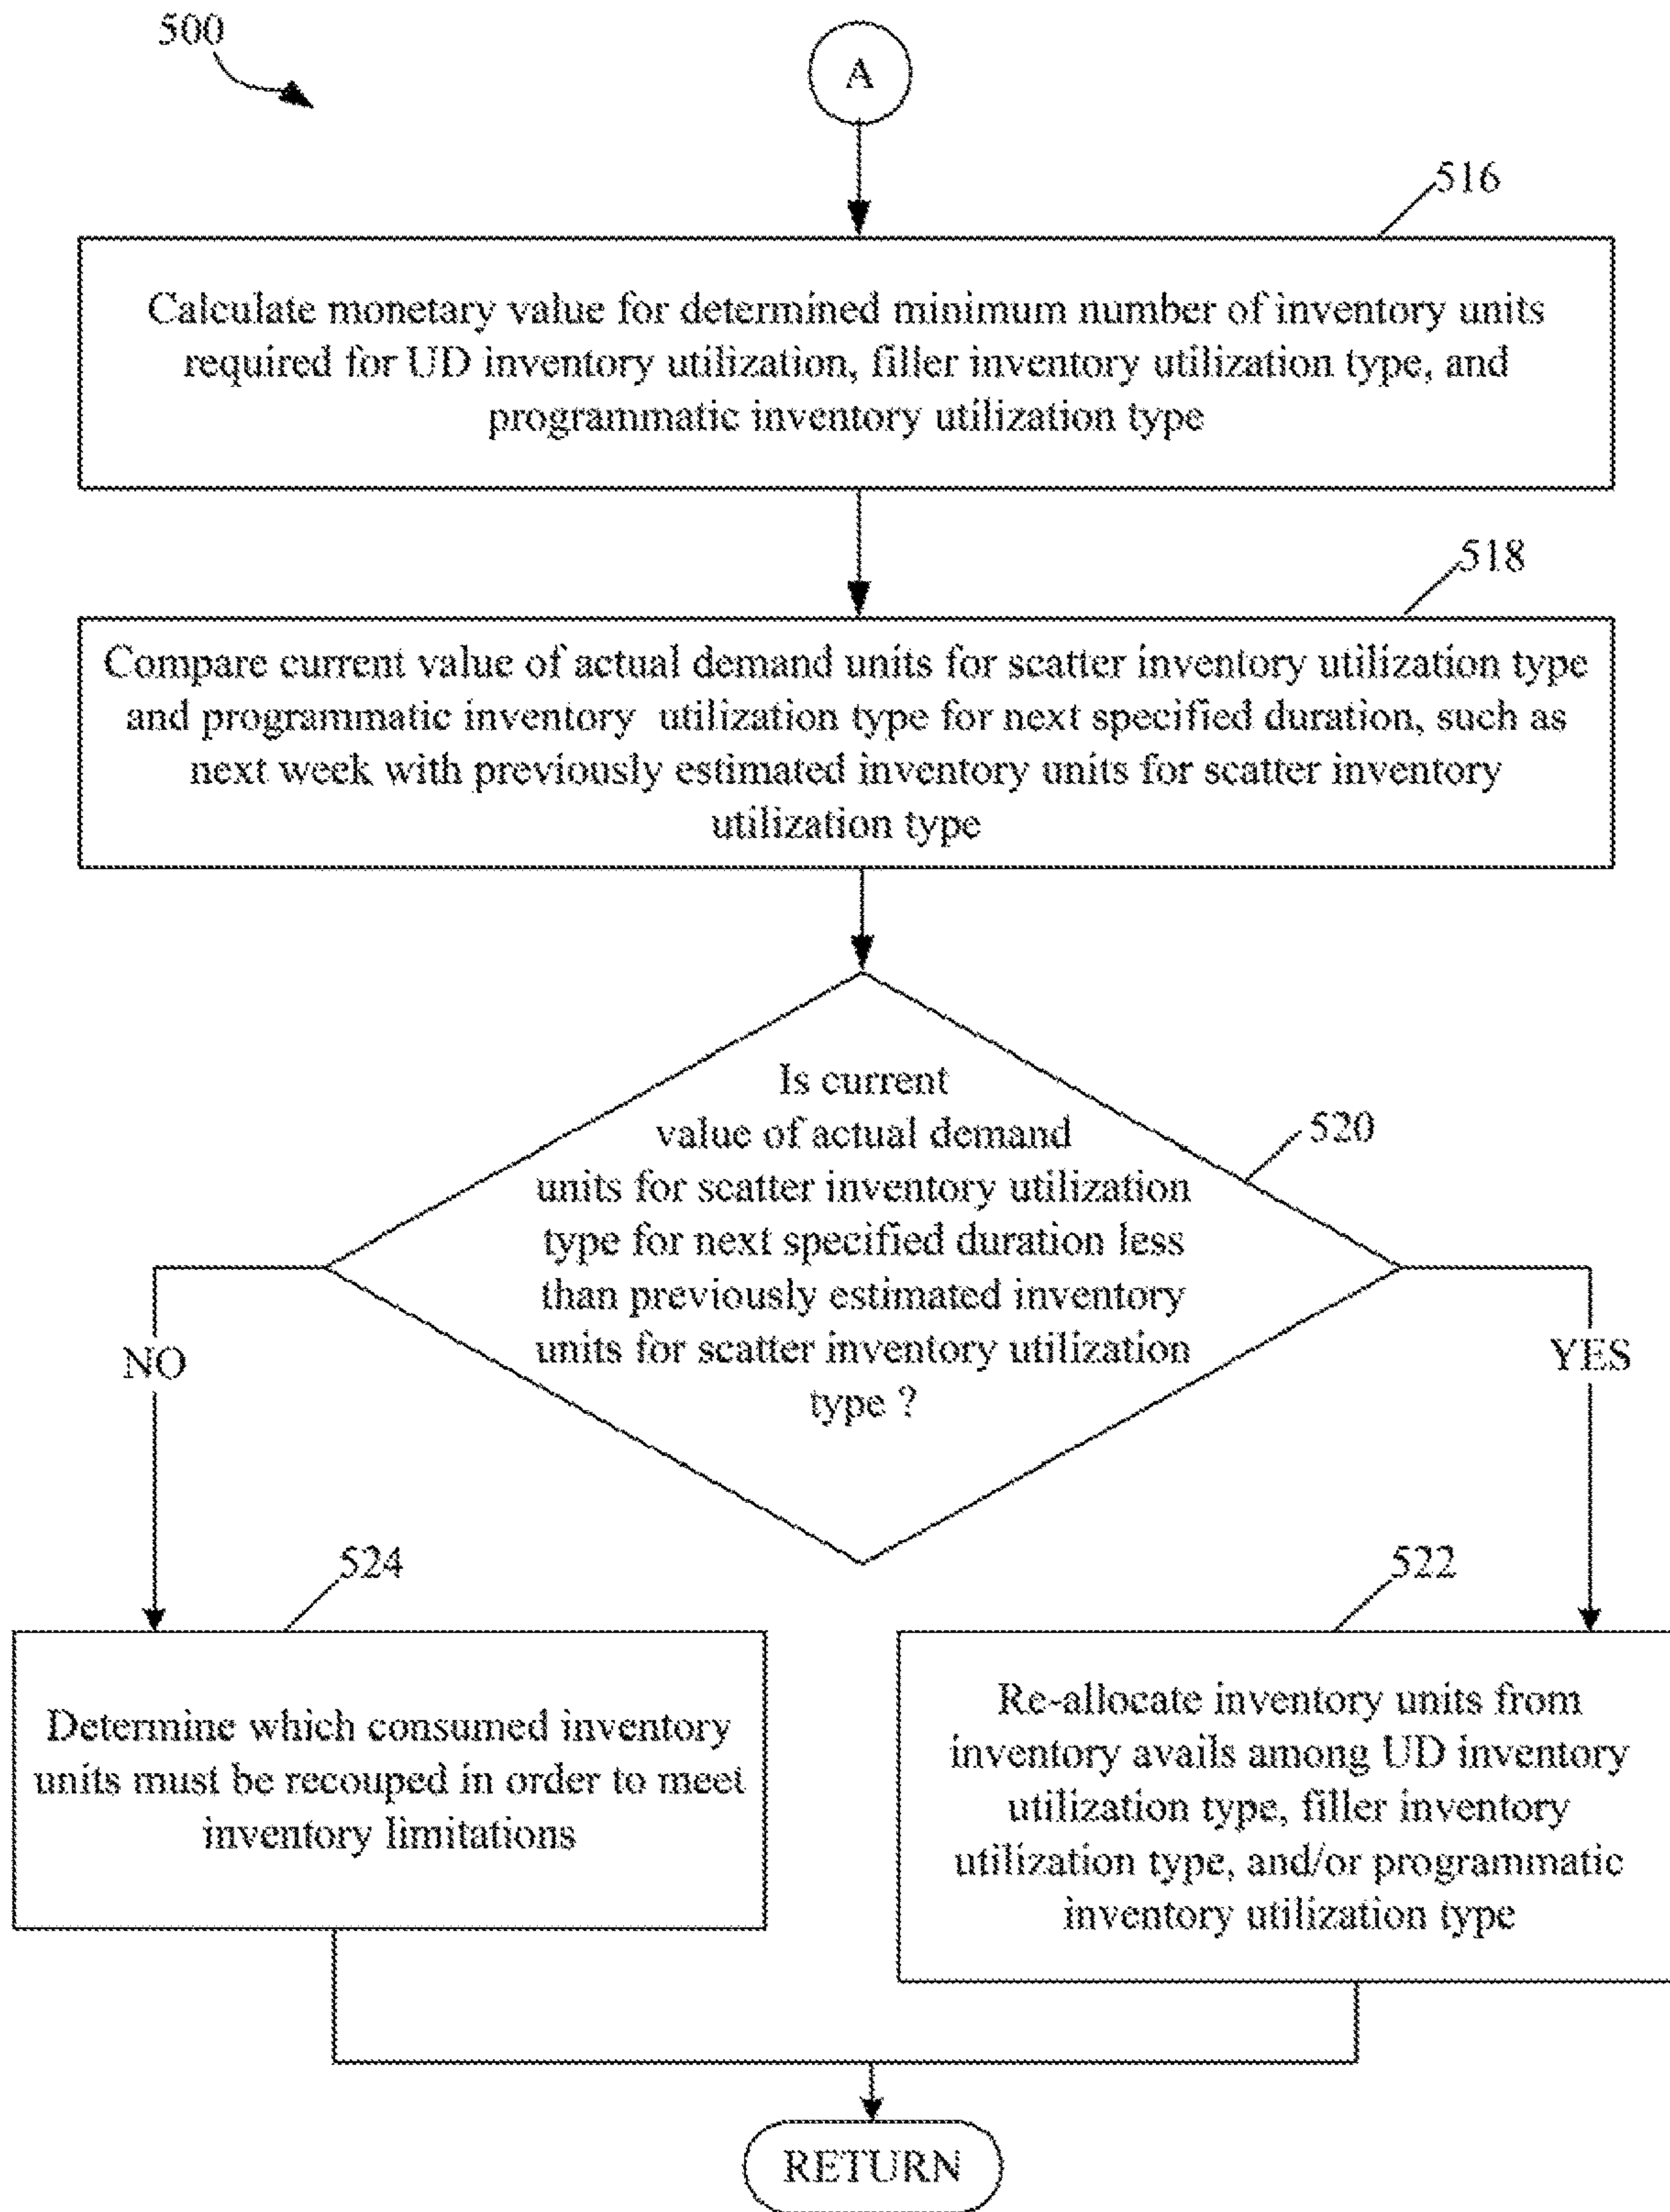 500
A
516
Calculate monetary value for determined minimum number of inventory units
required for UD inventory utilization, filler inventory utilization type, and
programmatic inventory utilization type
518
Compare current value of actual demand units for scatter inventory utilization type
and programmatic inventory utilization type for next specified duration, such as
next week with previously estimated inventory units for scatter inventory
utilization type
Is current
value of actual demand
units for scatter inventory utilization
type for next specified duration less
than previously estimated inventory
units for scatter inventory utilization
type ?
520
NO
YES
524
Determine which consumed inventory
units must be recouped in order to meet
inventory limitations
522
Re-allocate inventory units from
inventory avails among UD inventory
utilization type, filler inventory
utilization type, and/or programmatic
inventory utilization type
RETURN